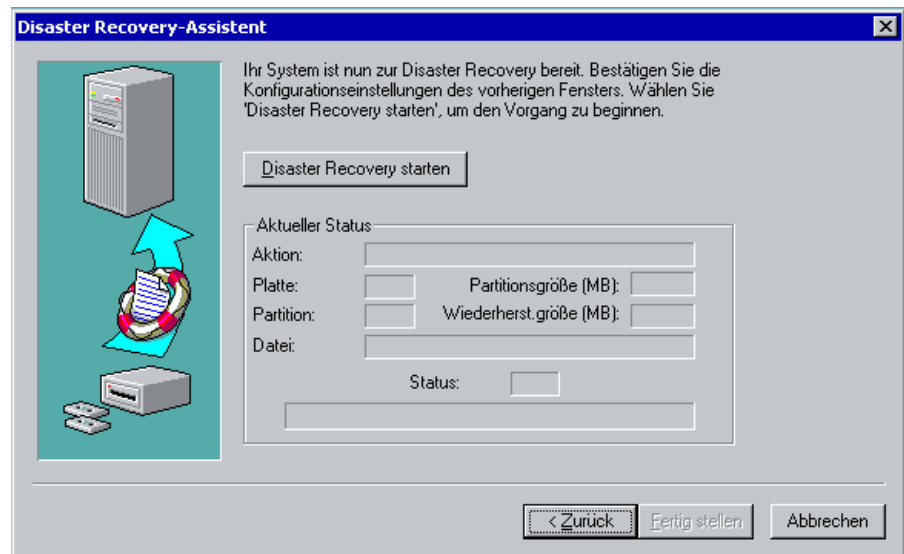 Disaster Recovery-Assistent
Ihr System ist nun zur Disaster Recovery bereit. Bestätigen Sie die
Konfigurationseinstellungen des vorherigen Fensters. Wählen Sie
'Disaster Recovery starten', um den Vorgang zu beginnen.
Disaster Recovery starten
Aktueller Status
Aktion:
Platte: Partitionsgröße (MB):
Partition: Wiederherst.größe (MB):
Datei:
Status:
< Zurück Fertig stellen Abbrechen